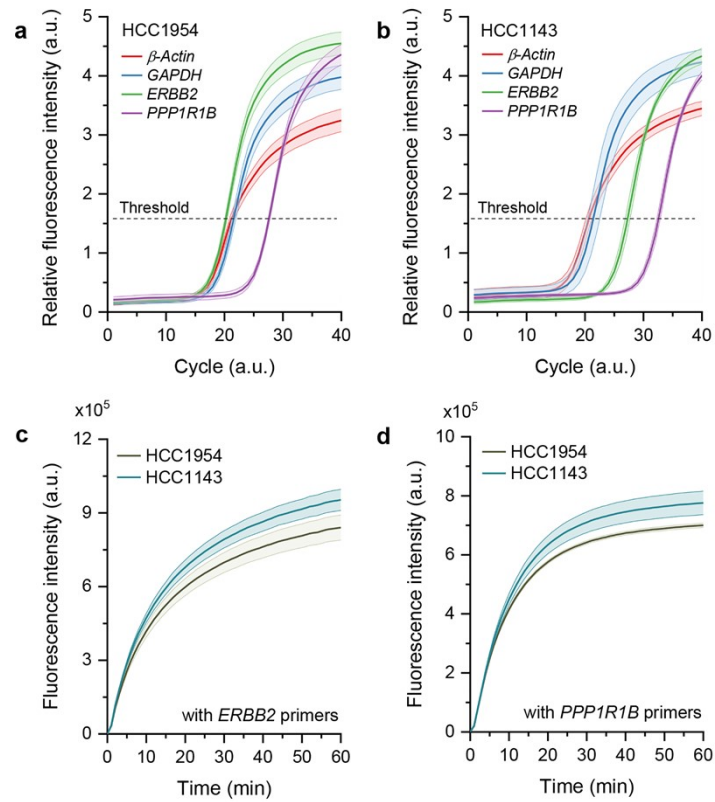 a
HCC1954
β-Actin
GAPDH
ERBB2
PPP1R1B
Threshold
Relative fluorescence intensity (a.u.)
5
4
3
2
1
0
0 10 20 30 40
Cycle (a.u.)
b
HCC1143
β-Actin
GAPDH
ERBB2
PPP1R1B
Threshold
Relative fluorescence intensity (a.u.)
5
4
3
2
1
0
0 10 20 30 40
Cycle (a.u.)
c
x10⁵
HCC1954
HCC1143
Fluorescence intensity (a.u.)
12
9
6
3
0
with ERBB2 primers
0 10 20 30 40 50 60
Time (min)
d
x10⁵
HCC1954
HCC1143
Fluorescence intensity (a.u.)
10
8
6
4
2
0
with PPP1R1B primers
0 10 20 30 40 50 60
Time (min)